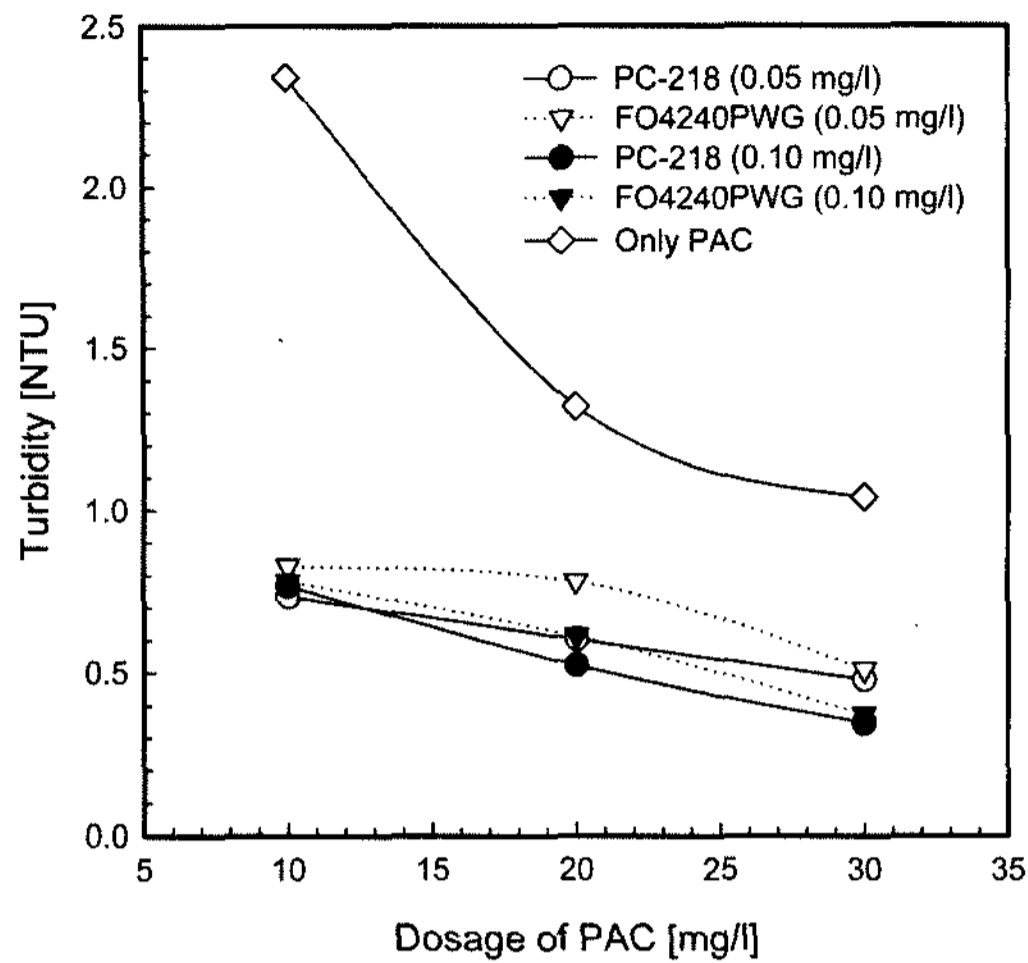 2.5
2.0
1.5
1.0
0.5
0.0
Turbidity [NTU]
PC-218 (0.05 mg/l)
FO4240PWG (0.05 mg/l)
PC-218 (0.10 mg/l)
FO4240PWG (0.10 mg/l)
Only PAC
5 10 15 20 25 30 35
Dosage of PAC [mg/l]